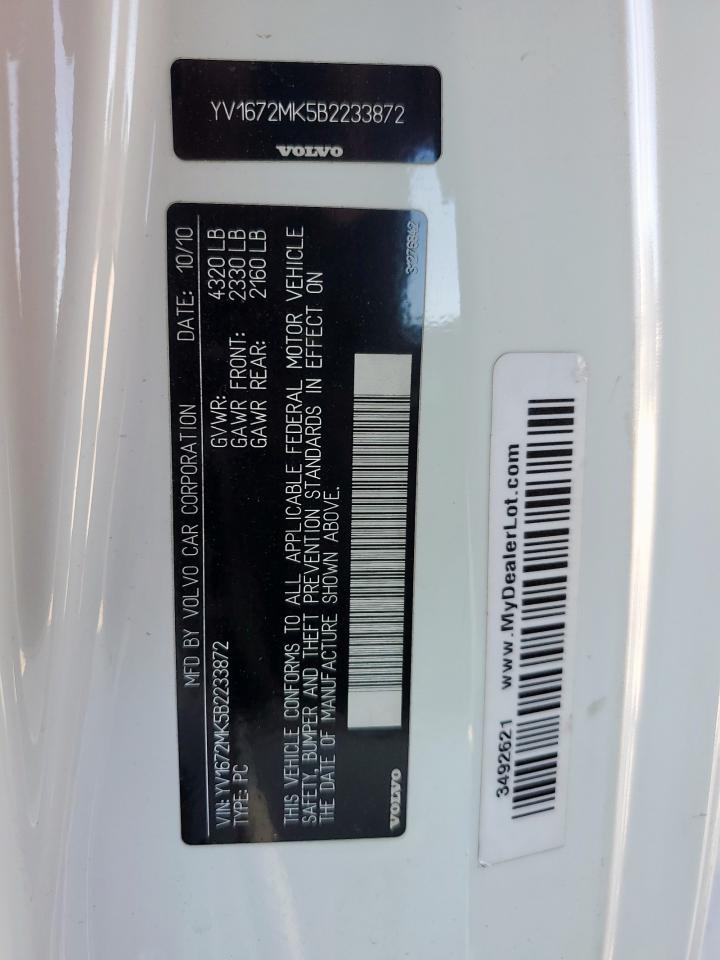 YV1672MK5B2233872
VOLVO
MFD BY VOLVO CAR CORPORATION DATE: 10/10
VIN: YV1672MK5B2233872 GVWR: 4320 LB
TYPE: PC GAWR FRONT: 2330 LB
GAWR REAR: 2160 LB
THIS VEHICLE CONFORMS TO ALL APPLICABLE FEDERAL MOTOR VEHICLE
SAFETY, BUMPER AND THEFT PREVENTION STANDARDS IN EFFECT ON
THE DATE OF MANUFACTURE SHOWN ABOVE.
VOLVO
3492621 www.MyDealerLot.com